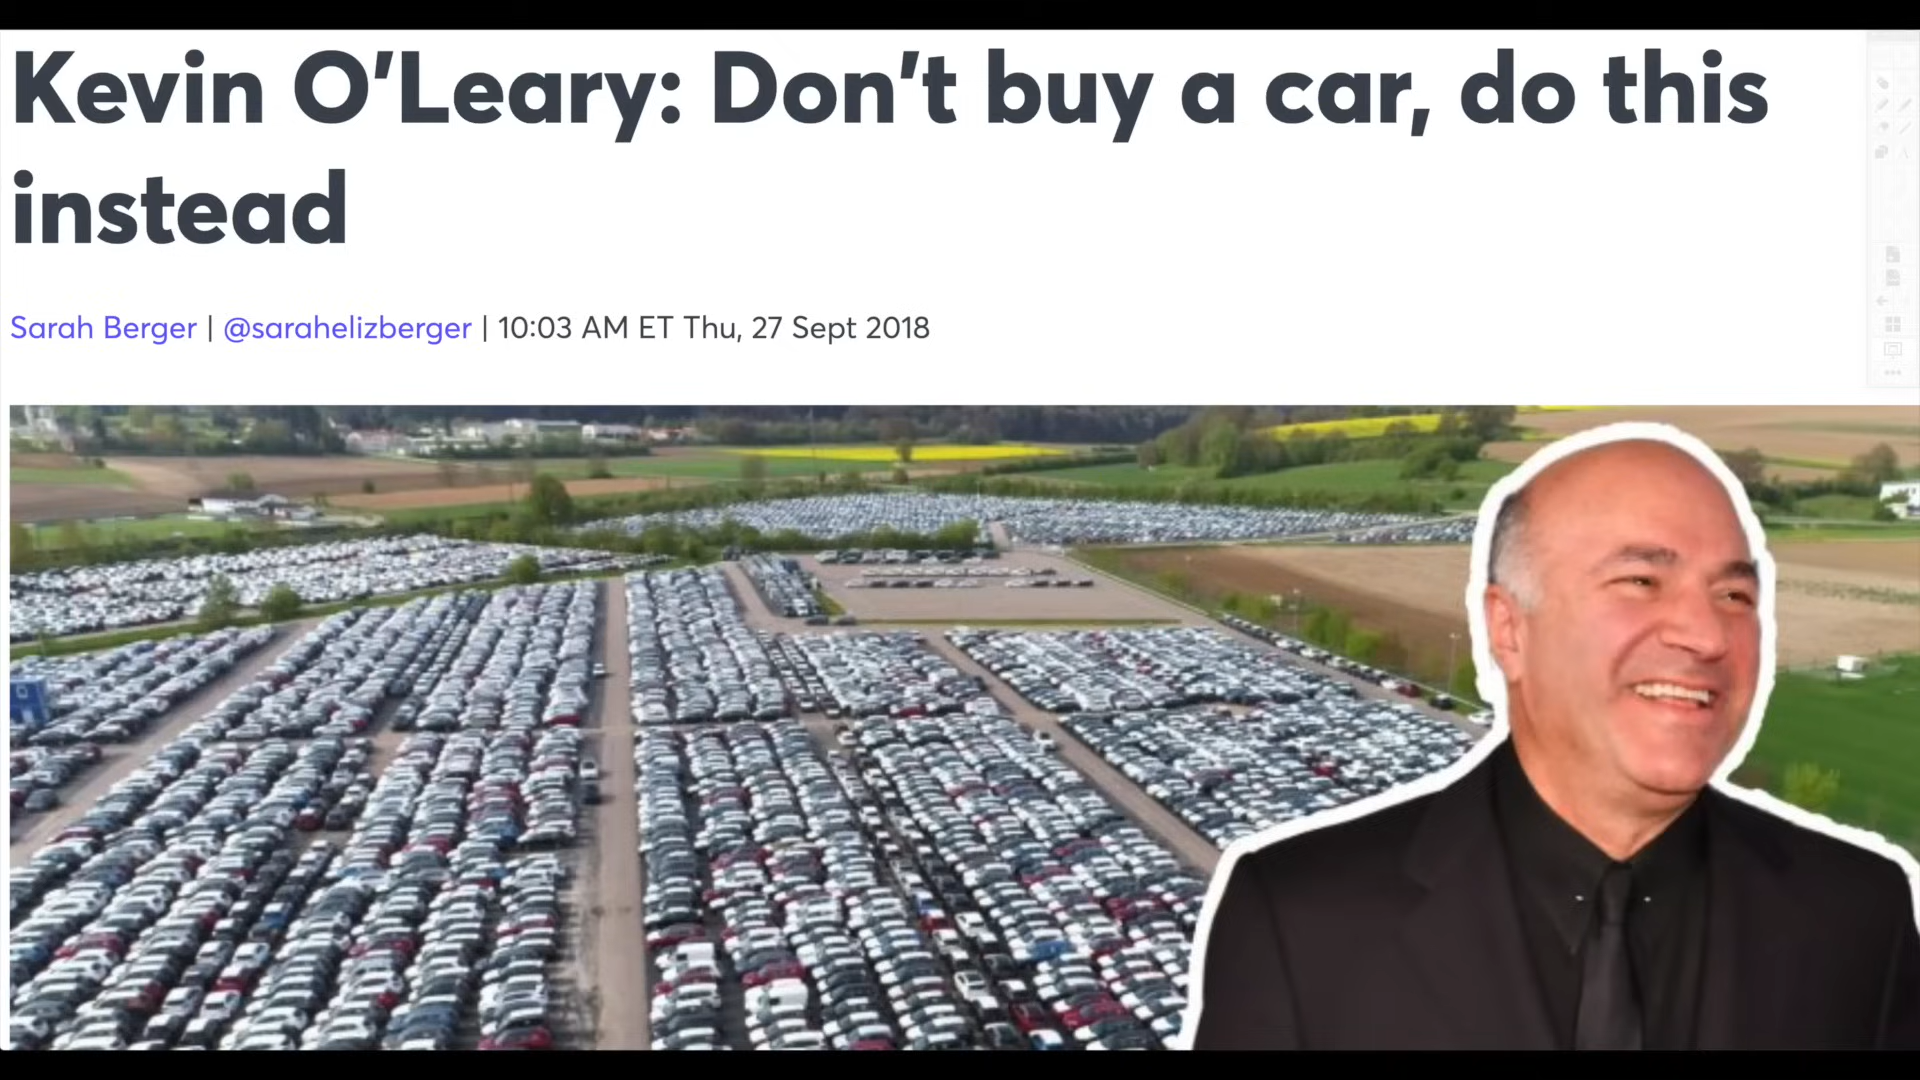 Kevin O’Leary: Don’t buy a car, do this
instead
Sarah Berger | @sarahelizberger | 10:03 AM ET Thu, 27 Sept 2018